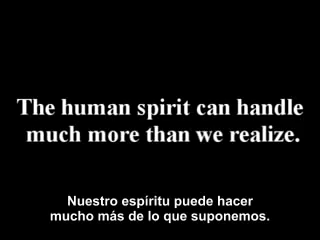 The human spirit can handle
much more than we realize.
Nuestro espíritu puede hacer
mucho más de lo que suponemos.